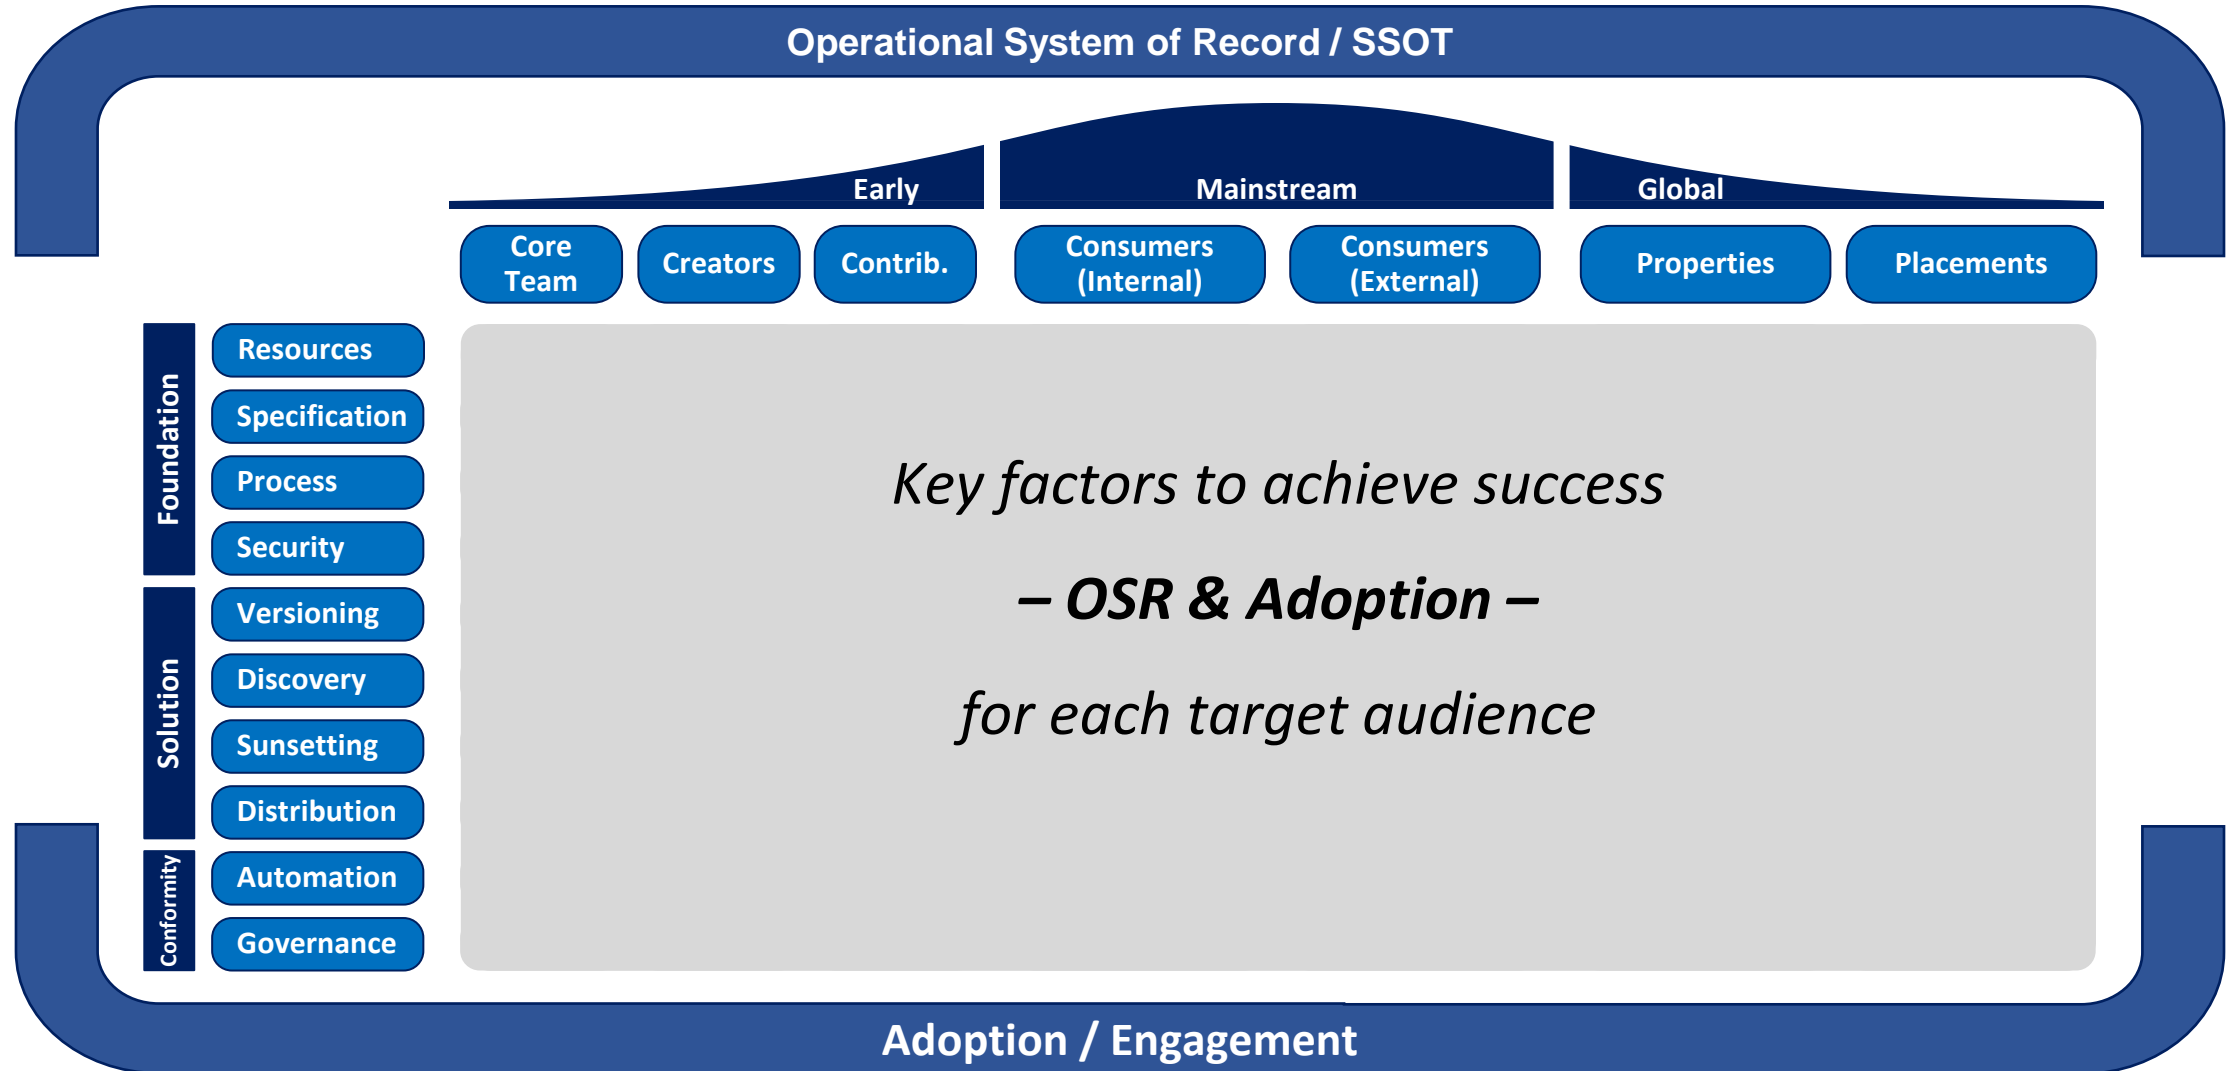 Operational System of Record / SSOT
Early
Mainstream
Global
Core
Team
Creators
Contrib.
Consumers
(Internal)
Consumers
(External)
Properties
Placements
Foundation
Resources
Specification
Process
Security
Solution
Versioning
Discovery
Sunsetting
Distribution
Conformity
Automation
Governance
Key factors to achieve success
– OSR & Adoption –
for each target audience
Adoption / Engagement